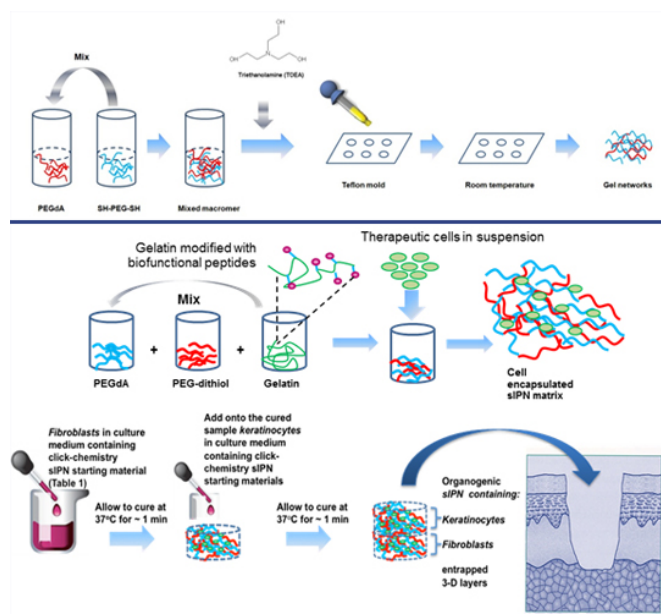 OH
Mix
OH
N
OH
Triethanolamine (TOEA)
PEGdA
SH-PEG-SH
Mixed macromer
Teflon mold
Room temperature
Gel networks
Gelatin modified with
biofunctional peptides
Therapeutic cells in suspension
Mix
+
+
PEGdA
PEG-dithiol
Gelatin
Cell
encapsulated
sIPN matrix
Fibroblasts in culture
medium containing
click-chemistry
sIPN starting material
(Table 1)
Allow to cure at
37°C for ~ 1 min
Add onto the cured
sample keratinocytes
in culture medium
containing click-
chemistry sIPN
starting materials
Allow to cure at
37°C for ~ 1 min
Organogenic
sIPN containing:
Keratinocytes
Fibroblasts
entrapped
3-D layers